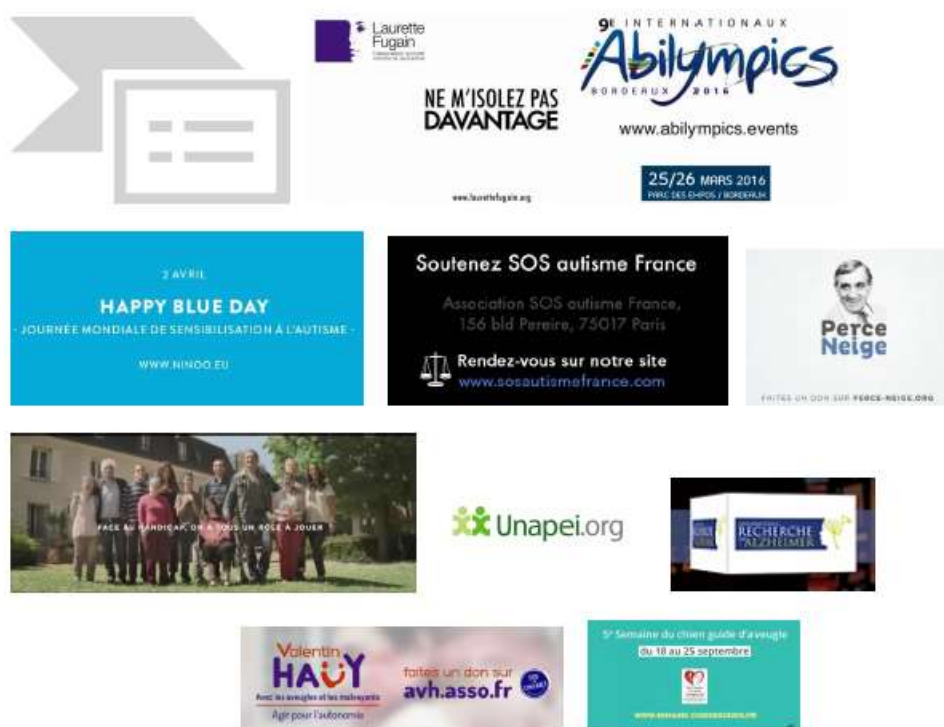 Laurette
Fugain
NE M'ISOLEZ PAS
DAVANTAGE
www.laurettefugain.org
9E INTERNATIONAUX
Abilympics
BORDEAUX 2016
www.abilympics.events
25/26 MARS 2016
PARC DES EXPOS / BORDEAUX
2 AVRIL
HAPPY BLUE DAY
- JOURNÉE MONDIALE DE SENSIBILISATION À L'AUTISME -
WWW.NINOO.EU
Soutenez SOS autisme France
Association SOS autisme France,
156 bld Pereire, 75017 Paris
Rendez-vous sur notre site
www.sosautismefrance.com
Perce
Neige
FAITES UN DON SUR PERCE-NEIGE.ORG
FACE AU HANDICAP, ON A TOUS UN RÔLE À JOUER
Unapei.org
RECHERCHE
ALZHEIMER
Valentin
HAÜY
Avec les aveugles et les malvoyants
Agir pour l'autonomie
faites un don sur
avh.asso.fr
5e Semaine du chien guide d'aveugle
du 18 au 25 septembre